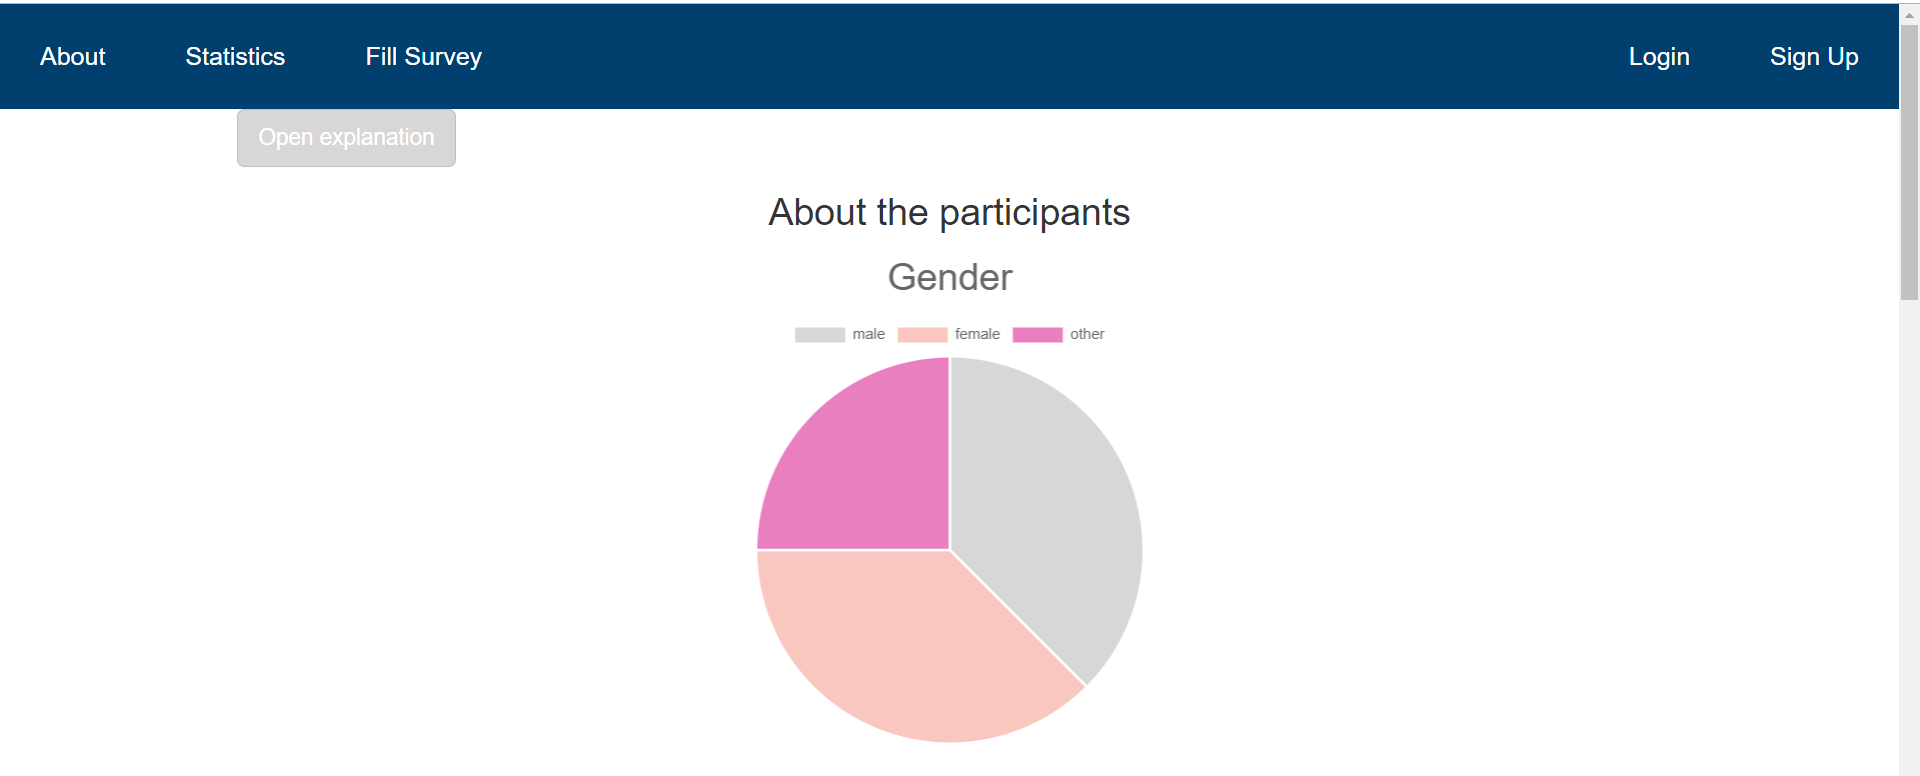 About Statistics Fill Survey Login Sign Up
Open explanation
About the participants
Gender
male female other